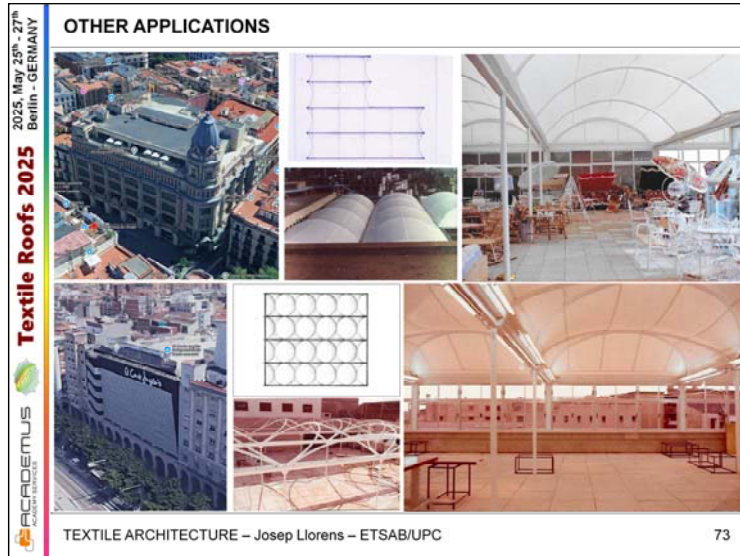 OTHER APPLICATIONS
2025, May 25th - 27th
Berlin - GERMANY
Textile Roofs 2025
ACADEMUS
ACADEMY SERVICES
El Corte Inglés
TEXTILE ARCHITECTURE – Josep Llorens – ETSAB/UPC
73